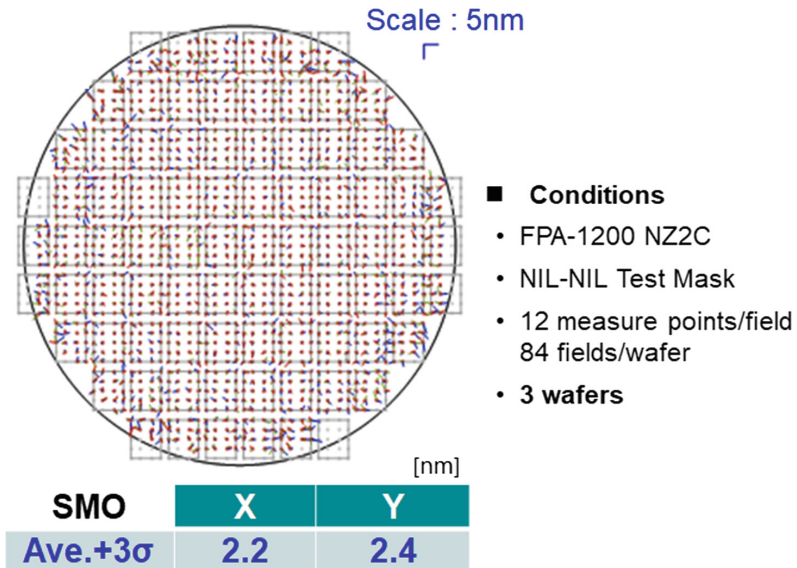 Scale : 5nm
■ Conditions
• FPA-1200 NZ2C
• NIL-NIL Test Mask
• 12 measure points/field
84 fields/wafer
• 3 wafers
[nm]
SMO X Y
Ave.+3σ 2.2 2.4